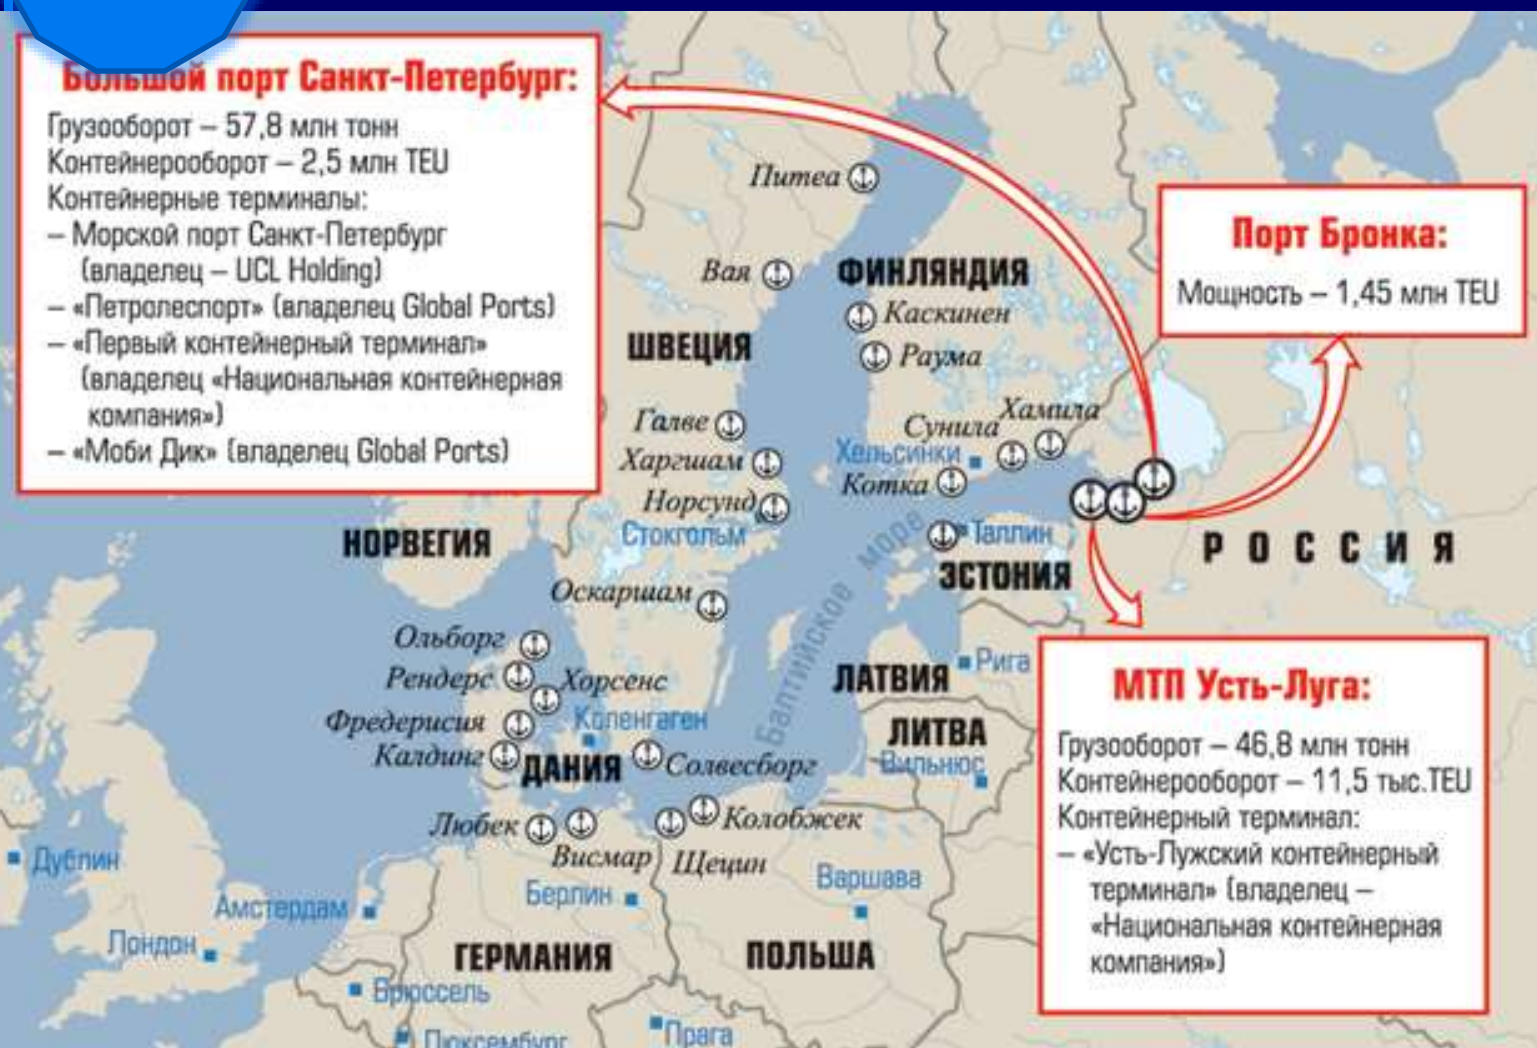 Большой порт Санкт-Петербург:
Грузооборот – 57,8 млн тонн
Контейнерооборот – 2,5 млн TEU
Контейнерные терминалы:
– Морской порт Санкт-Петербург
(владелец – UCL Holding)
– «Петролеспорт» (владелец Global Ports)
– «Первый контейнерный терминал»
(владелец «Национальная контейнерная
компания»)
– «Моби Дик» (владелец Global Ports)
Питеа
Порт Бронка:
Мощность – 1,45 млн TEU
Вая
ФИНЛЯНДИЯ
Каскинен
ШВЕЦИЯ
Раума
Галве
Хамила
Сунила
Харгшам
Хельсинки
Котка
Норсунд
Стокгольм
Таллин
НОРВЕГИЯ
РОССИЯ
ЭСТОНИЯ
Балтийское море
Оскаршам
Ольборг
Рендерс
Хорсенс
ЛАТВИЯ
Рига
Фредерисия
Копенгаген
ЛИТВА
Калдинг
ДАНИЯ
Солвесборг
Вильнюс
МТП Усть-Луга:
Грузооборот – 46,8 млн тонн
Контейнерооборот – 11,5 тыс.TEU
Контейнерный терминал:
– «Усть-Лужский контейнерный
терминал» (владелец –
«Национальная контейнерная
компания»)
Любек
Колобжек
Висмар
Щецин
Дублин
Берлин
Варшава
Амстердам
Лондон
ГЕРМАНИЯ
ПОЛЬША
Брюссель
Люксембург
Прага